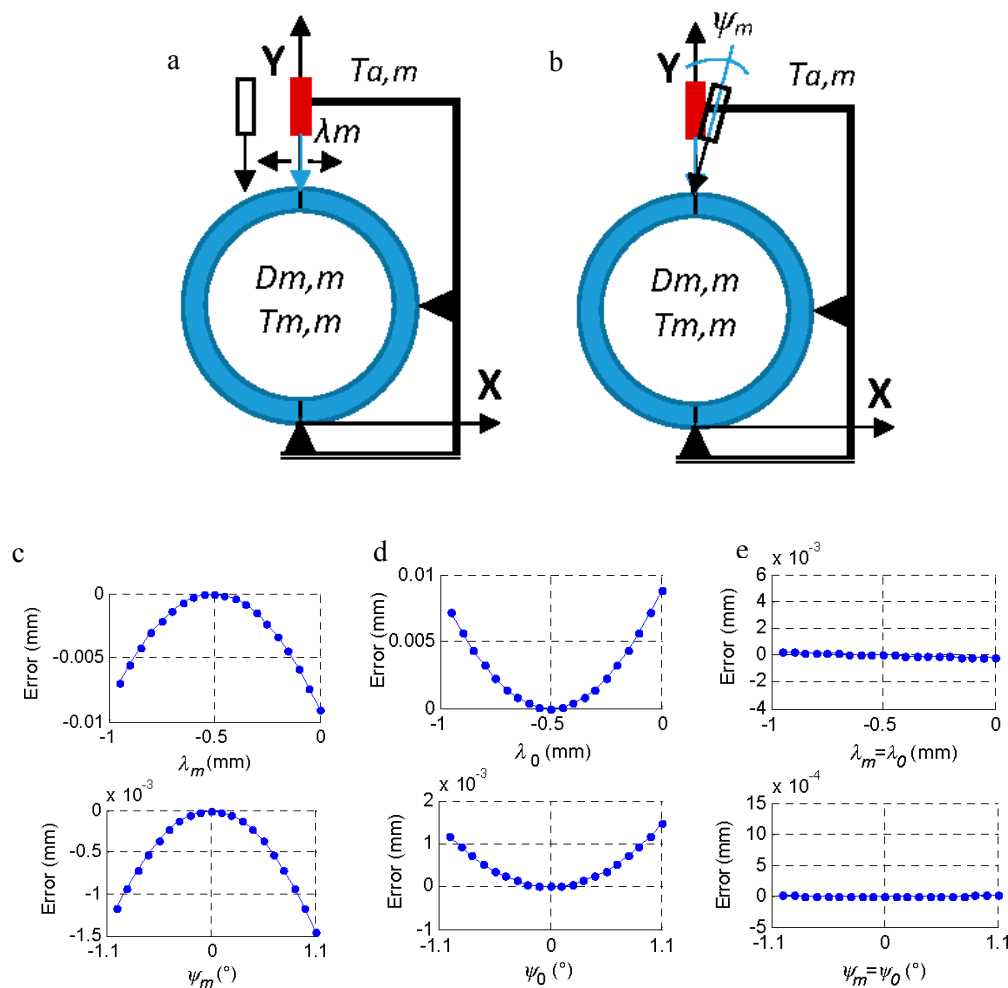 a
Y
Ta,m
λm
Dm,m
Tm,m
X
b
ψm
Y
Ta,m
Dm,m
Tm,m
X
c
Error (mm)
0
-0.005
-0.01
-1
-0.5
0
λm (mm)
d
Error (mm)
0.01
0.005
0
-1
-0.5
0
λ0 (mm)
e
x 10-3
Error (mm)
6
4
2
0
-2
-4
-1
-0.5
0
λm=λ0 (mm)
x 10-3
Error (mm)
0
-0.5
-1
-1.5
-1.1
0
1.1
ψm (°)
x 10-3
Error (mm)
2
1
0
-1
-1.1
0
1.1
ψ0 (°)
x 10-4
Error (mm)
15
10
5
0
-5
-1.1
0
1.1
ψm=ψ0 (°)